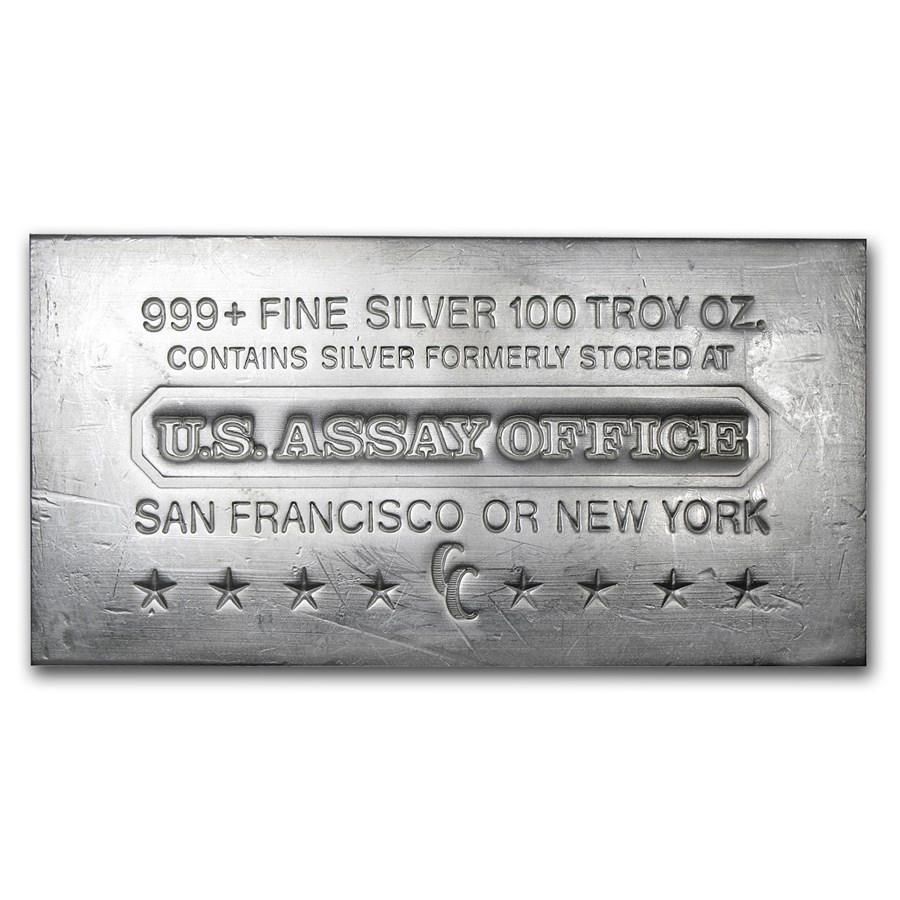 999+ FINE SILVER 100 TROY OZ.
CONTAINS SILVER FORMERLY STORED AT
U.S. ASSAY OFFICE
SAN FRANCISCO OR NEW YORK
CC